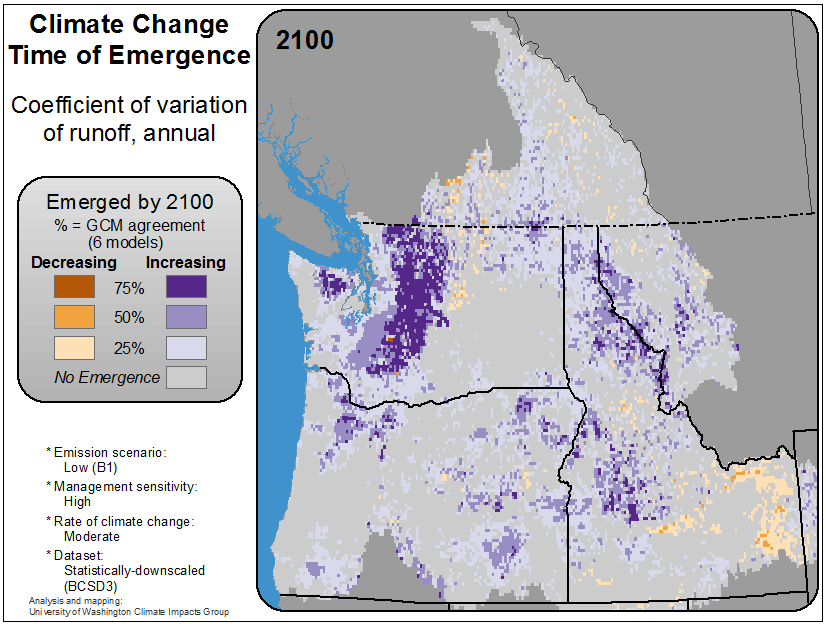 Climate Change
Time of Emergence
Coefficient of variation
of runoff, annual
Emerged by 2100
% = GCM agreement
(6 models)
Decreasing Increasing
75%
50%
25%
No Emergence
* Emission scenario:
Low (B1)
* Management sensitivity:
High
* Rate of climate change:
Moderate
* Dataset:
Statistically-downscaled
(BCSD3)
Analysis and mapping:
University of Washington Climate Impacts Group
2100